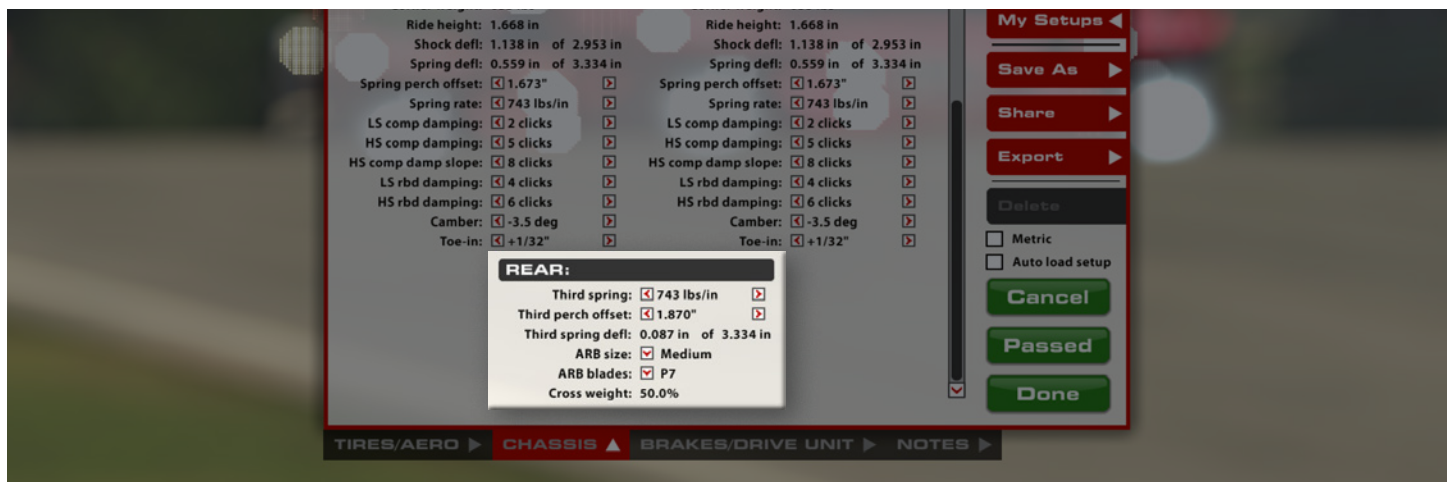 Ride height: 1.668 in
Shock defl: 1.138 in of 2.953 in
Spring defl: 0.559 in of 3.334 in
Spring perch offset: 1.673"
Spring rate: 743 lbs/in
LS comp damping: 2 clicks
HS comp damping: 5 clicks
HS comp damp slope: 8 clicks
LS rbd damping: 4 clicks
HS rbd damping: 6 clicks
Camber: -3.5 deg
Toe-in: +1/32"
Ride height: 1.668 in
Shock defl: 1.138 in of 2.953 in
Spring defl: 0.559 in of 3.334 in
Spring perch offset: 1.673"
Spring rate: 743 lbs/in
LS comp damping: 2 clicks
HS comp damping: 5 clicks
HS comp damp slope: 8 clicks
LS rbd damping: 4 clicks
HS rbd damping: 6 clicks
Camber: -3.5 deg
Toe-in: +1/32"
REAR:
Third spring: 743 lbs/in
Third perch offset: 1.870"
Third spring defl: 0.087 in of 3.334 in
ARB size: Medium
ARB blades: P7
Cross weight: 50.0%
My Setups
Save As
Share
Export
Delete
Metric
Auto load setup
Cancel
Passed
Done
TIRES/AERO CHASSIS BRAKES/DRIVE UNIT NOTES